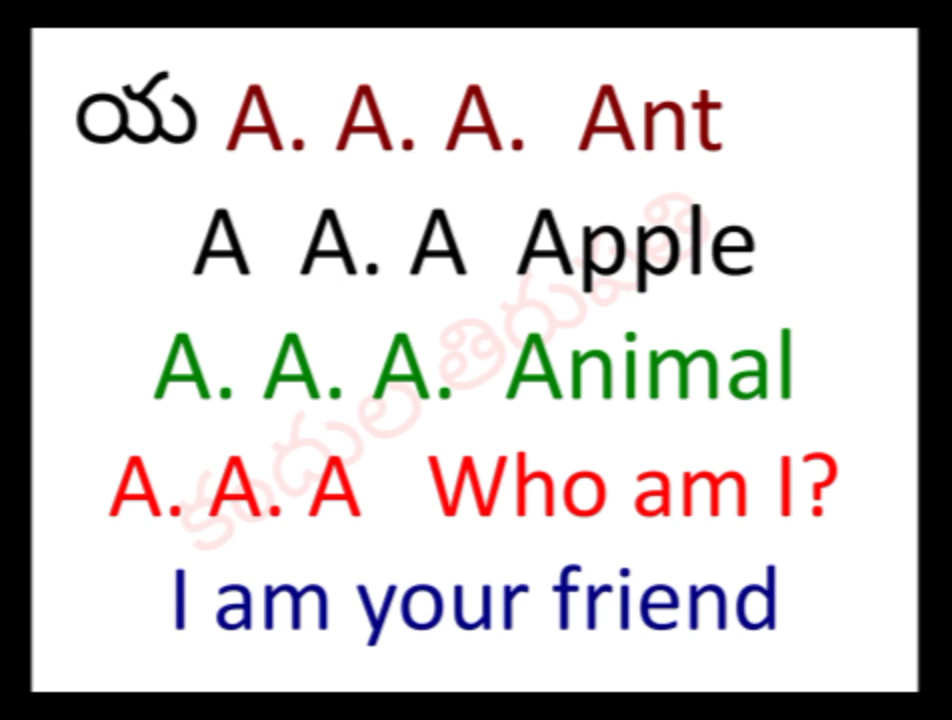 య A. A. A. Ant
A A. A Apple
A. A. A. Animal
A. A. A Who am I?
I am your friend